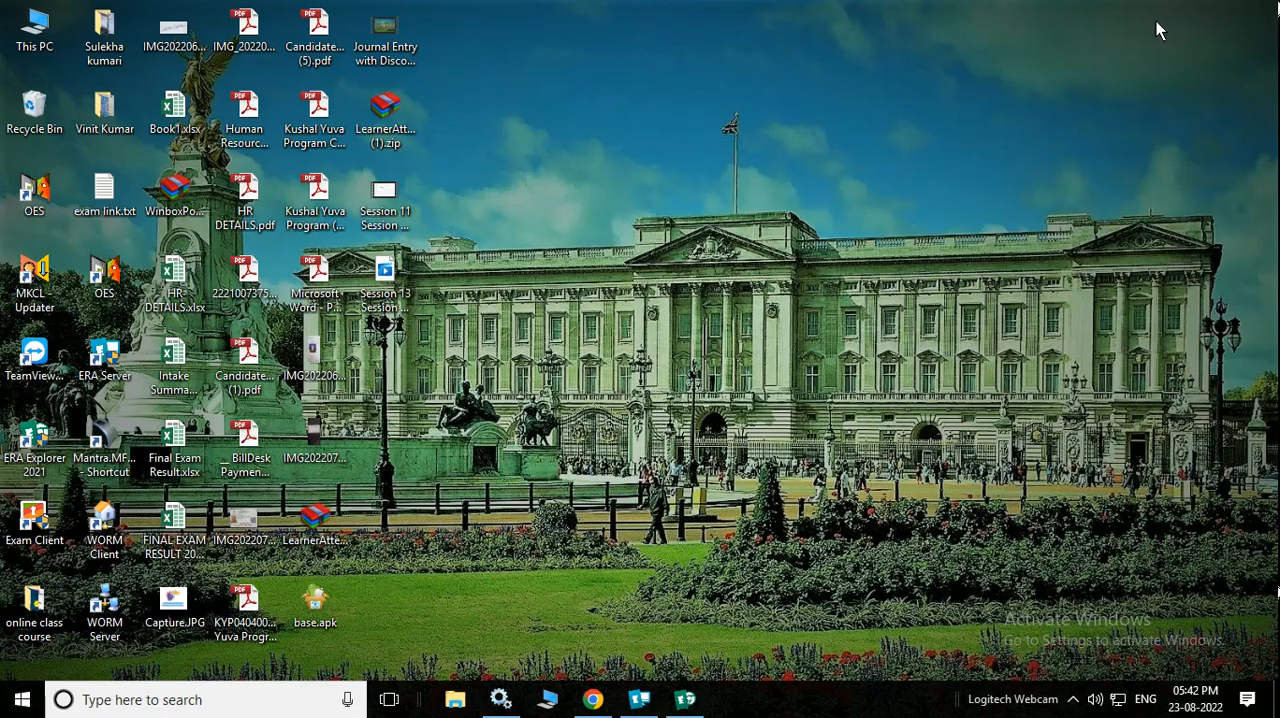 This PC
Recycle Bin
OES
MKCL
Updater
TeamView...
ERA Explorer
2021
Exam Client
online class
course
Sulekha
kumari
Vinit Kumar
exam link.txt
OES
ERA Server
Mantra.MF...
- Shortcut
WORM
Client
WORM
Server
IMG202206...
Book1.xlsx
WinboxPo...
HR
DETAILS.xlsx
Intake
Summa...
Final Exam
Result.xlsx
FINAL EXAM
RESULT 20...
Capture.JPG
IMG_20220...
Human
Resourc...
HR
DETAILS.pdf
2221007375...
Candidate...
(1).pdf
__BillDesk
Paymen...
IMG202207...
KYP040400...
Yuva Progr...
Candidate...
(5).pdf
Kushal Yuva
Program C...
Kushal Yuva
Program (...
Microsoft
Word - P...
IMG202206...
IMG202207...
LearnerAtte...
base.apk
Journal Entry
with Disco...
LearnerAtt...
(1).zip
Session 11
Session ...
Session 13
Session ...
Activate Windows
Go to Settings to activate Windows.
Type here to search
Logitech Webcam
ENG
05:42 PM
23-08-2022